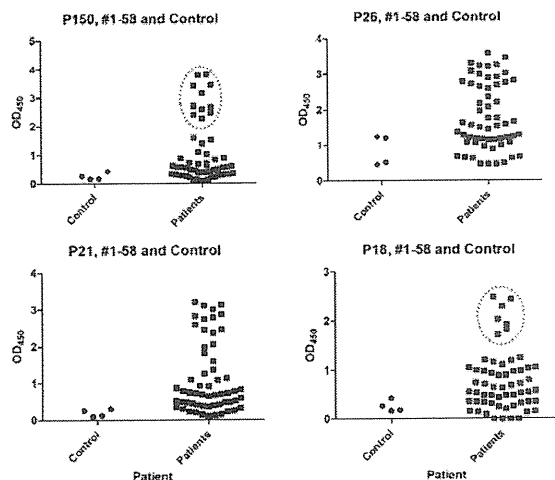 P150, #1-58 and Control
OD450
5
4
3
2
1
0
Control
Patients
P26, #1-58 and Control
OD450
4
3
2
1
0
Control
Patients
P21, #1-58 and Control
OD450
4
3
2
1
0
Control
Patients
Patient
P18, #1-58 and Control
OD450
3
2
1
0
Control
Patients
Patient